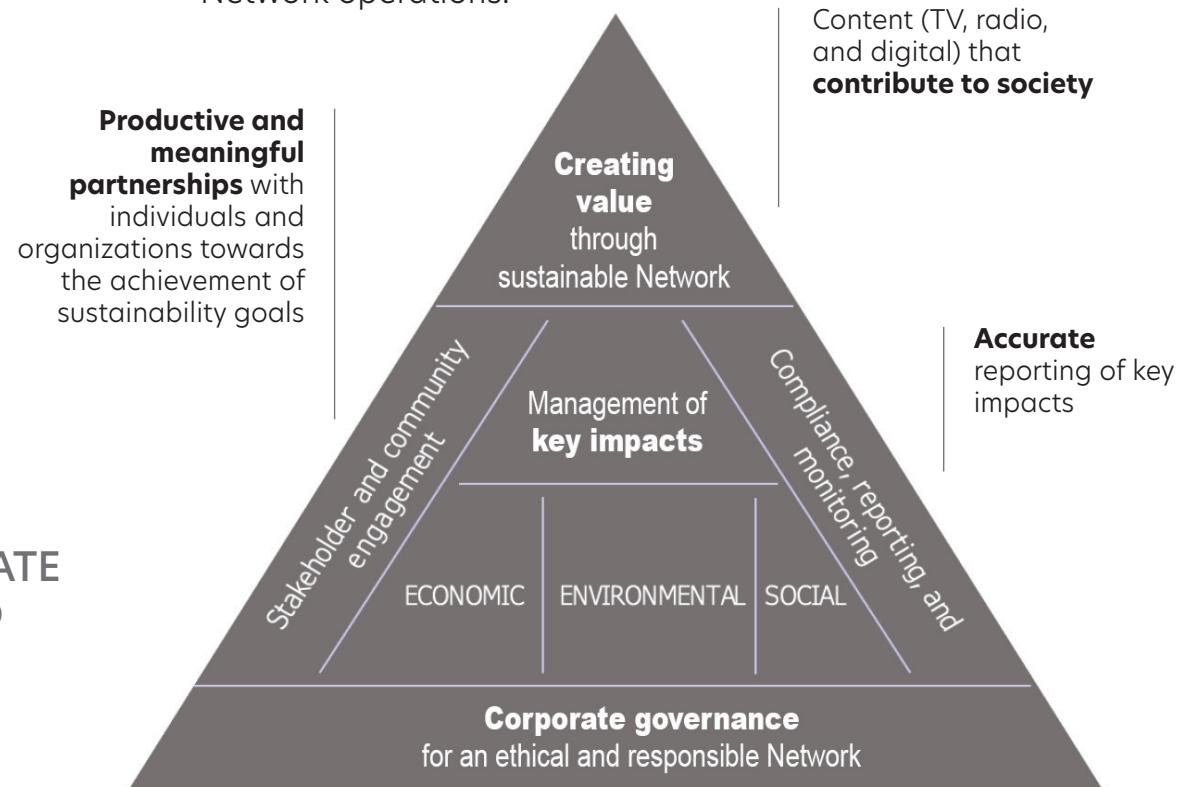 Network operations.
Content (TV, radio,
and digital) that
contribute to society
Productive and
meaningful
partnerships with
individuals and
organizations towards
the achievement of
sustainability goals
Creating
value
through
sustainable Network
Accurate
reporting of key
impacts
Stakeholder and community
engagement
Management of
key impacts
Compliance, reporting, and
monitoring
ECONOMIC
ENVIRONMENTAL
SOCIAL
Corporate governance
for an ethical and responsible Network